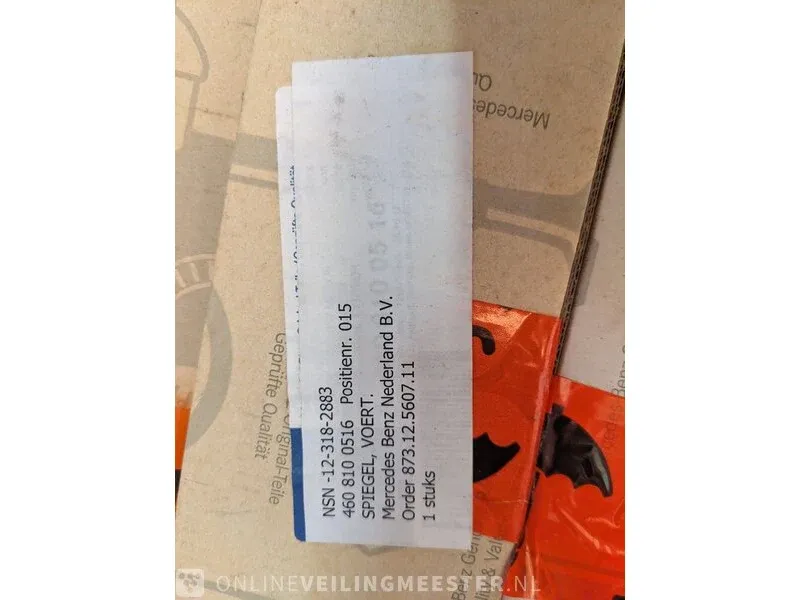 NSN -12-318-2883
460 810 0516 Positienr. 015
SPIEGEL, VOERT.
Mercedes Benz Nederland B.V.
Order 873.12.5607.11
1 stuks
Original-Teile
Geprüfte Qualität
Mercedes
ONLINEVEILINGMEESTER.NL